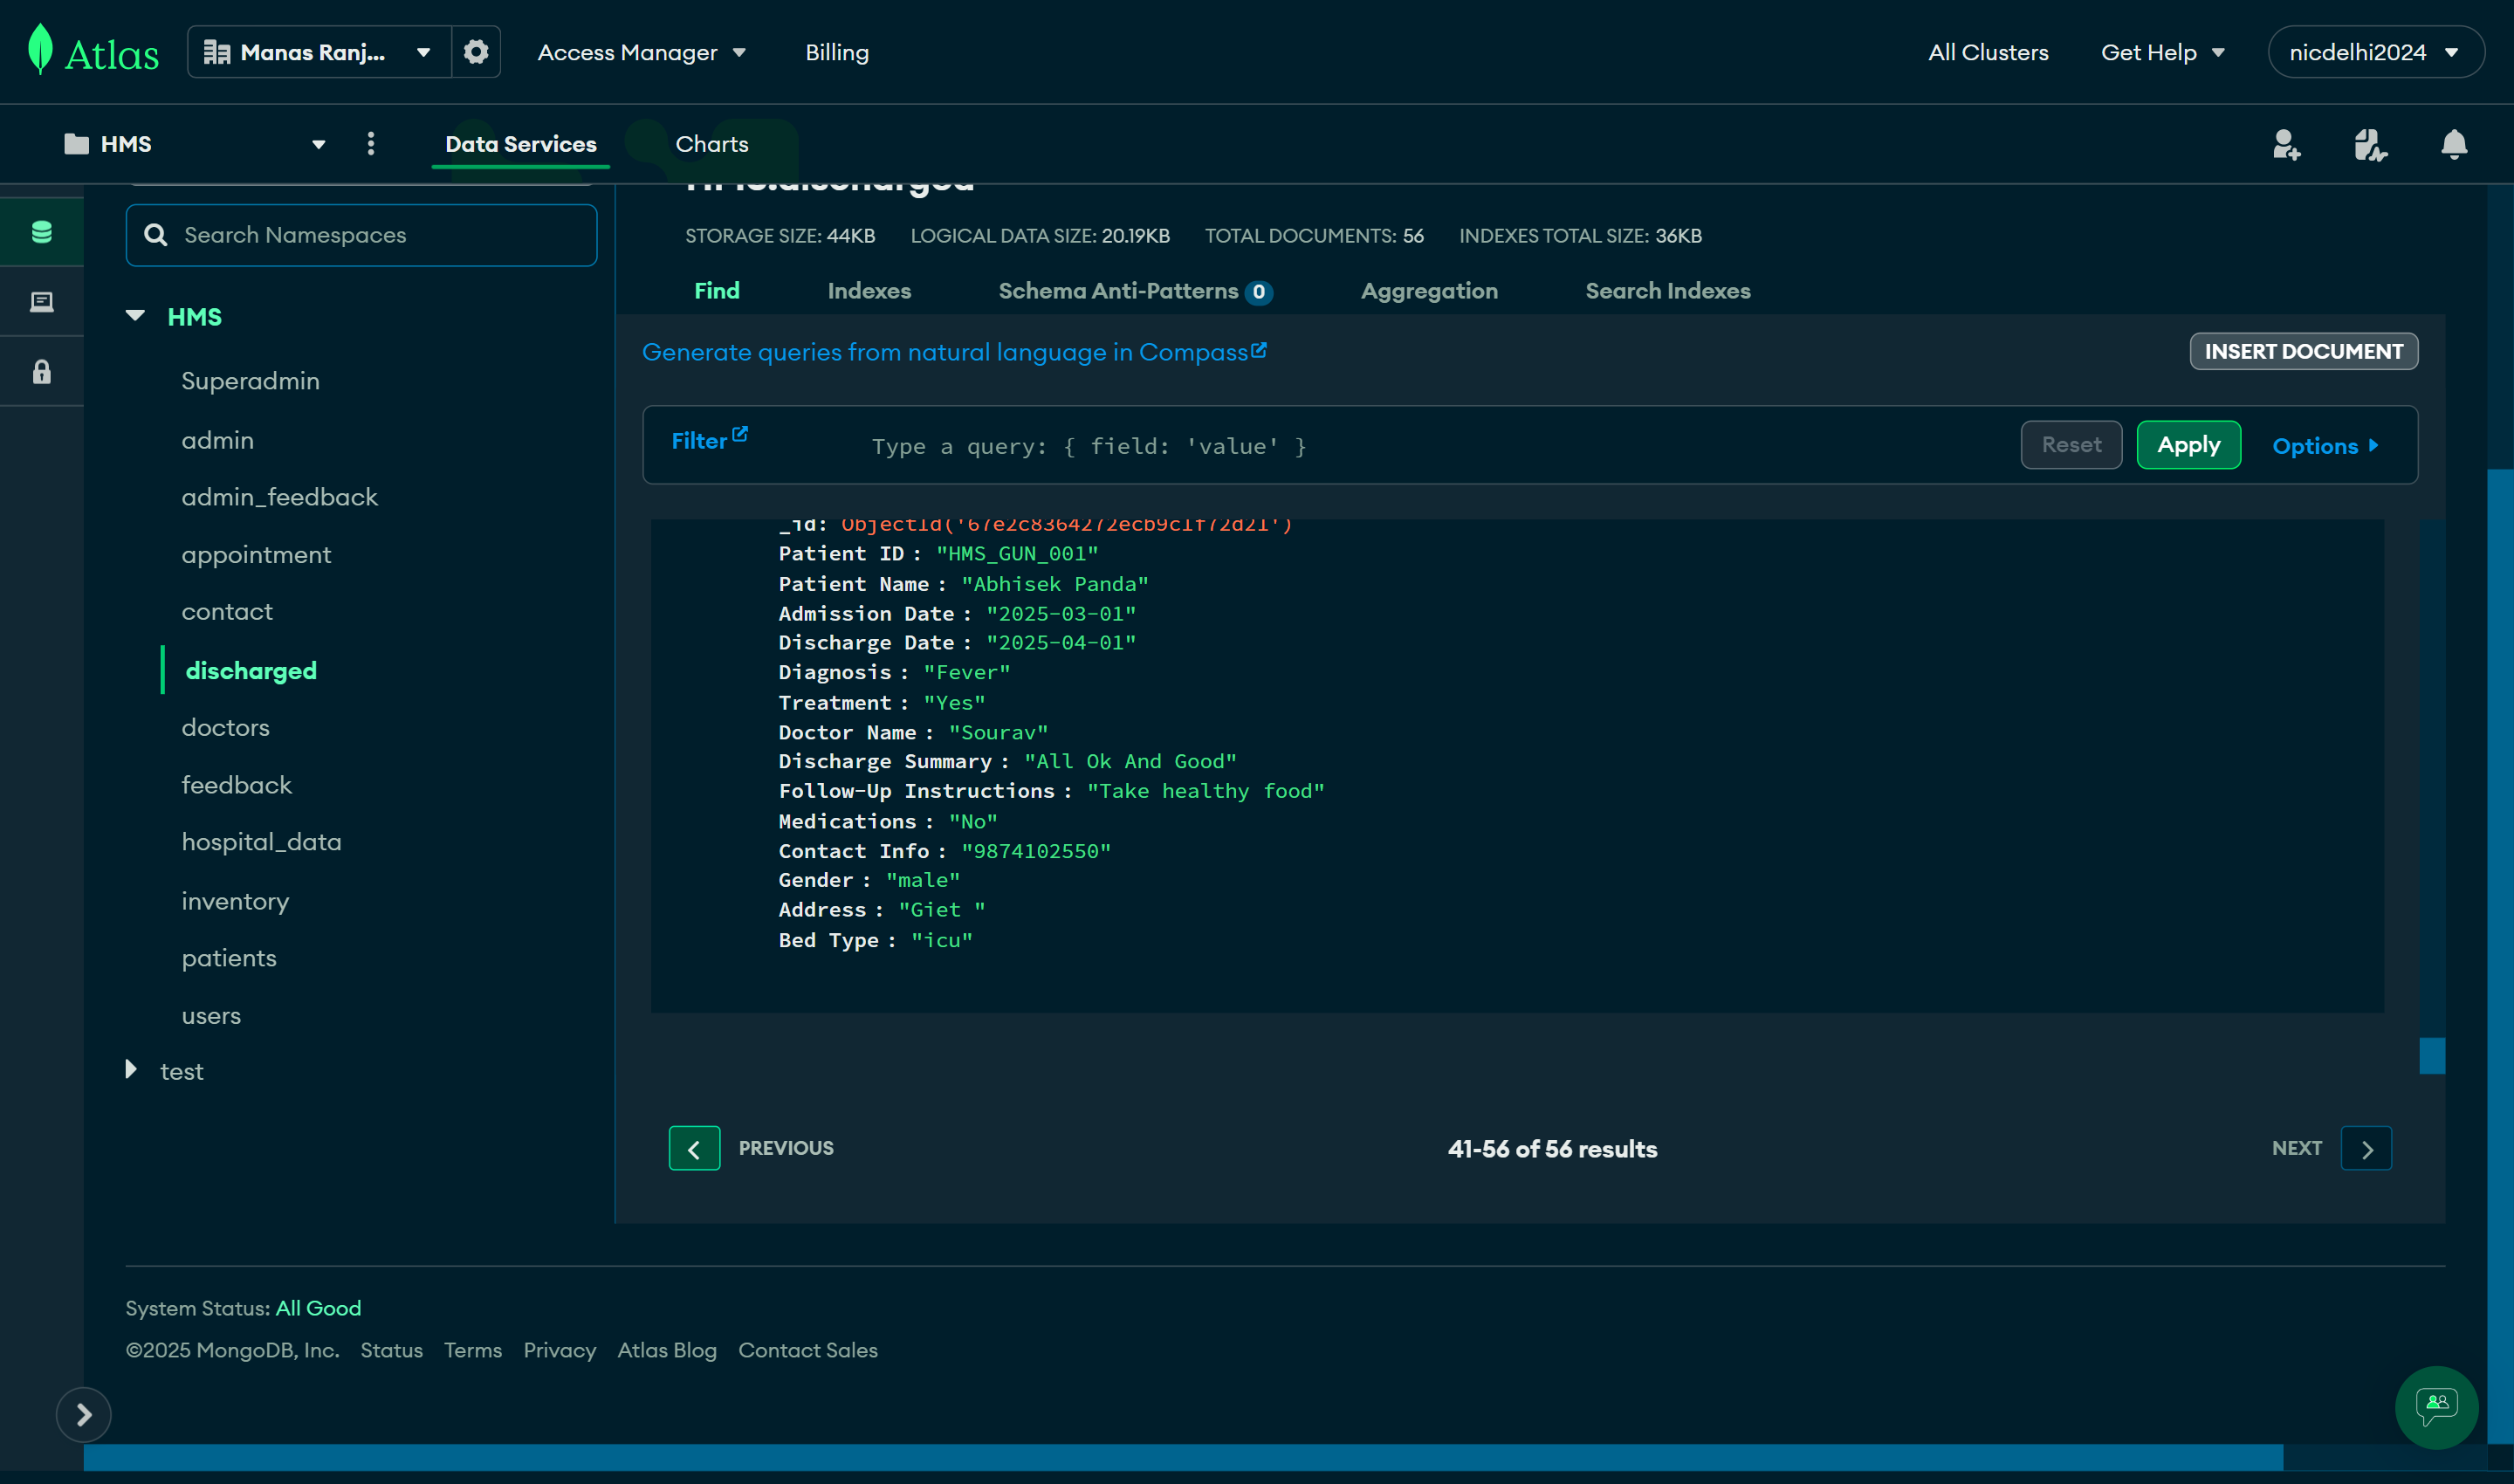 Atlas
Manas Ranj...
Access Manager
Billing
All Clusters
Get Help
nicdelhi2024
HMS
Data Services
Charts
HMS.discharged
STORAGE SIZE: 44KB LOGICAL DATA SIZE: 20.19KB TOTAL DOCUMENTS: 56 INDEXES TOTAL SIZE: 36KB
Search Namespaces
Find Indexes Schema Anti-Patterns 0 Aggregation Search Indexes
HMS
Superadmin
admin
admin_feedback
appointment
contact
discharged
doctors
feedback
hospital_data
inventory
patients
users
test
Generate queries from natural language in Compass
INSERT DOCUMENT
Filter
Type a query: { field: 'value' }
Reset
Apply
Options
_id: ObjectId('67e2c8364272ecb9c1f72d21')
Patient ID : "HMS_GUN_001"
Patient Name : "Abhisek Panda"
Admission Date : "2025-03-01"
Discharge Date : "2025-04-01"
Diagnosis : "Fever"
Treatment : "Yes"
Doctor Name : "Sourav"
Discharge Summary : "All Ok And Good"
Follow-Up Instructions : "Take healthy food"
Medications : "No"
Contact Info : "9874102550"
Gender : "male"
Address : "Giet "
Bed Type : "icu"
PREVIOUS
41-56 of 56 results
NEXT
System Status: All Good
©2025 MongoDB, Inc. Status Terms Privacy Atlas Blog Contact Sales